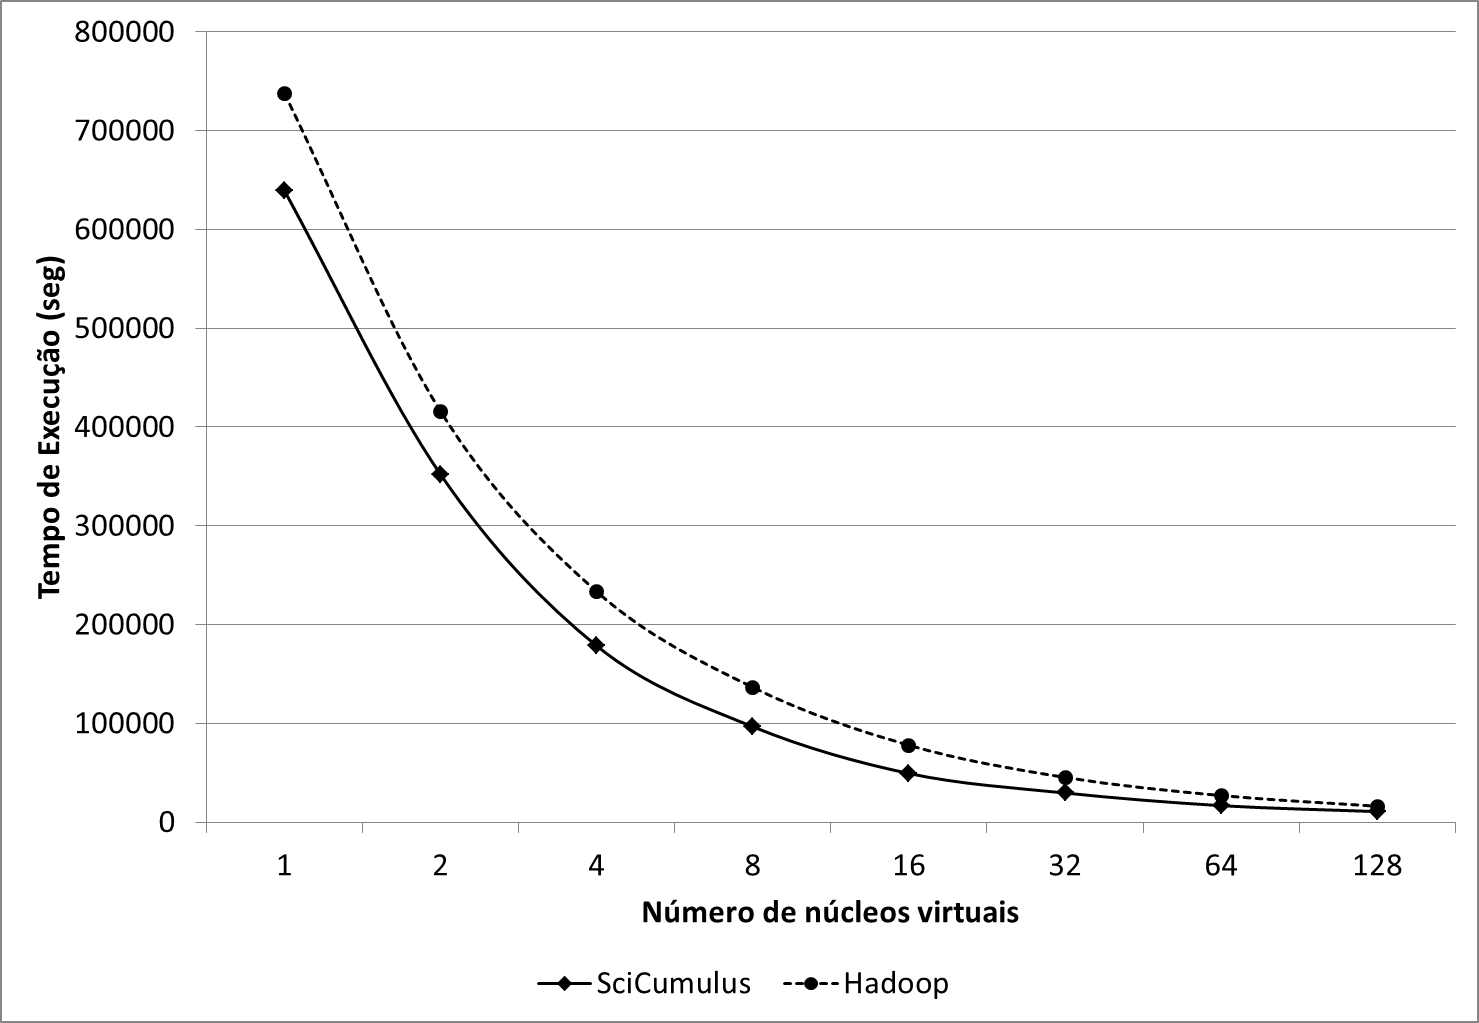 800000
700000
600000
500000
400000
300000
200000
100000
0
Tempo de Execução (seg)
1 2 4 8 16 32 64 128
Número de núcleos virtuais
SciCumulus Hadoop